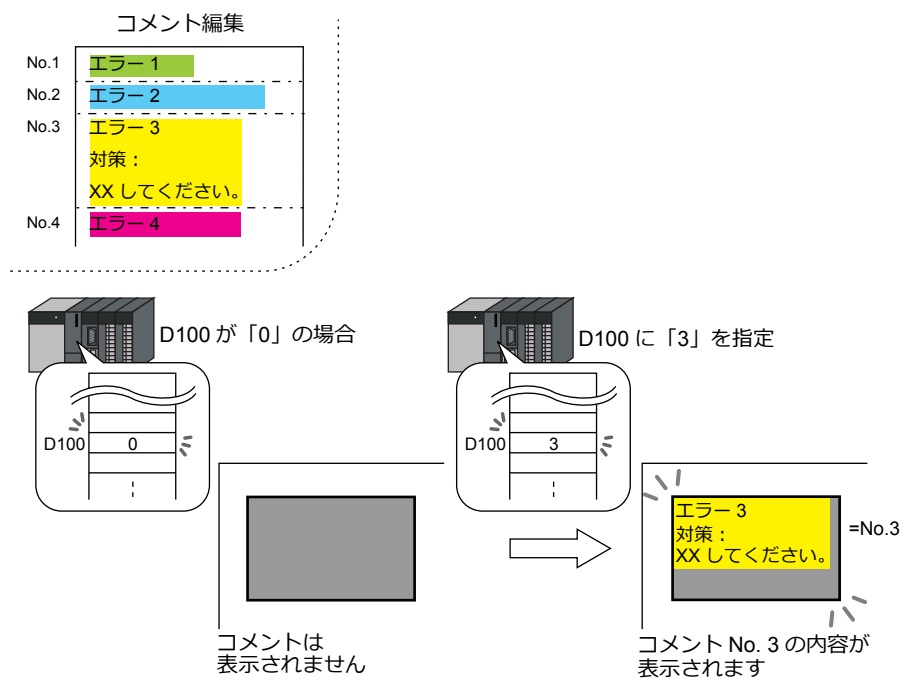 コメント編集
No.1 エラー 1
No.2 エラー 2
No.3 エラー 3
対策：
XX してください。
No.4 エラー 4
D100 が「0」の場合
D100 0
コメントは
表示されません
D100 に「3」を指定
D100 3
エラー 3
対策：
XX してください。
=No.3
コメント No. 3 の内容が
表示されます